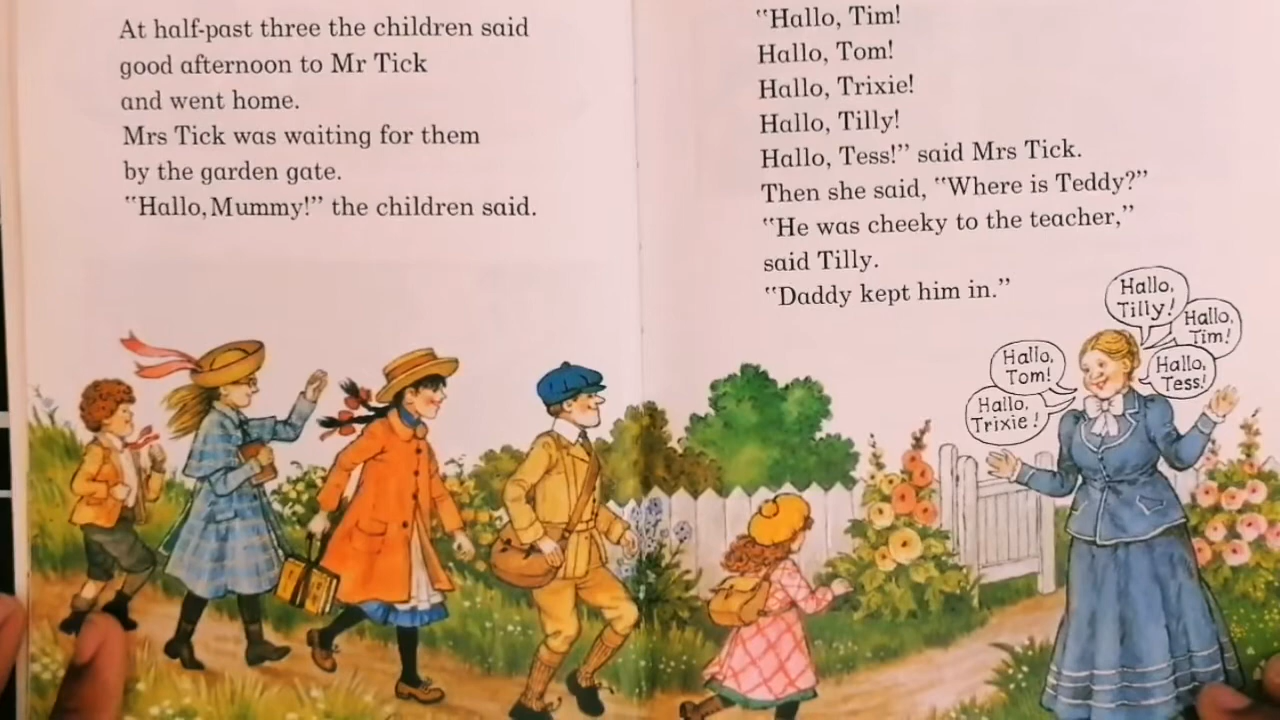 At half-past three the children said
good afternoon to Mr Tick
and went home.
Mrs Tick was waiting for them
by the garden gate.
"Hallo, Mummy!" the children said.
"Hallo, Tim!
Hallo, Tom!
Hallo, Trixie!
Hallo, Tilly!
Hallo, Tess!" said Mrs Tick.
Then she said, "Where is Teddy?"
"He was cheeky to the teacher,"
said Tilly.
"Daddy kept him in."
Hallo,
Tilly!
Hallo,
Tim!
Hallo,
Tom!
Hallo,
Tess!
Hallo,
Trixie!